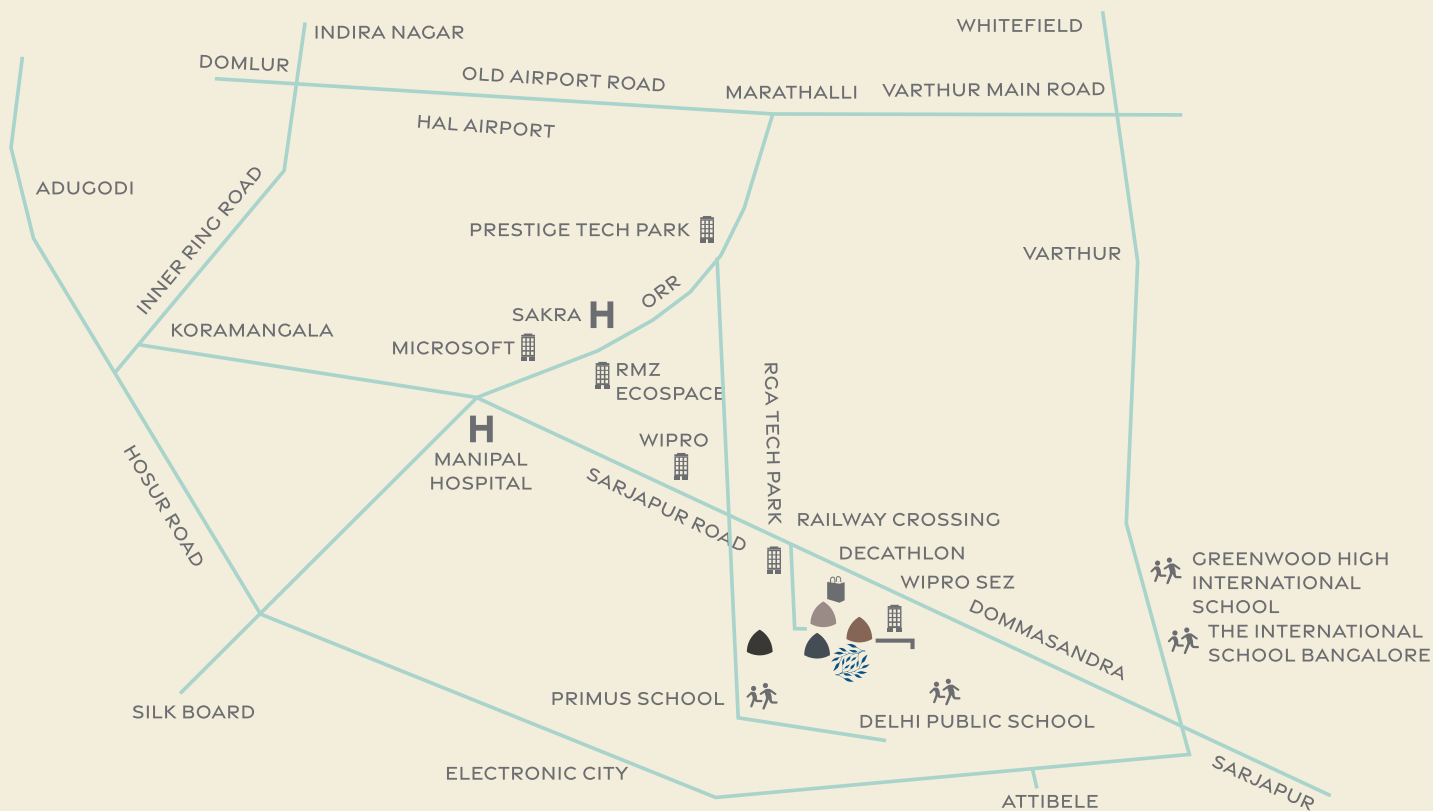 INDIRA NAGAR
WHITEFIELD
DOMLUR
OLD AIRPORT ROAD
MARATHALLI
VARTHUR MAIN ROAD
HAL AIRPORT
ADUGODI
INNER RING ROAD
PRESTIGE TECH PARK
VARTHUR
ORR
SAKRA H
KORAMANGALA
MICROSOFT
RMZ
ECOSPACE
RGA TECH PARK
H
MANIPAL
HOSPITAL
WIPRO
HOSUR ROAD
SARJAPUR ROAD
RAILWAY CROSSING
DECATHLON
WIPRO SEZ
GREENWOOD HIGH
INTERNATIONAL
SCHOOL
DOMMASANDRA
THE INTERNATIONAL
SCHOOL BANGALORE
PRIMUS SCHOOL
DELHI PUBLIC SCHOOL
SILK BOARD
ELECTRONIC CITY
SARJAPUR
ATTIBELE